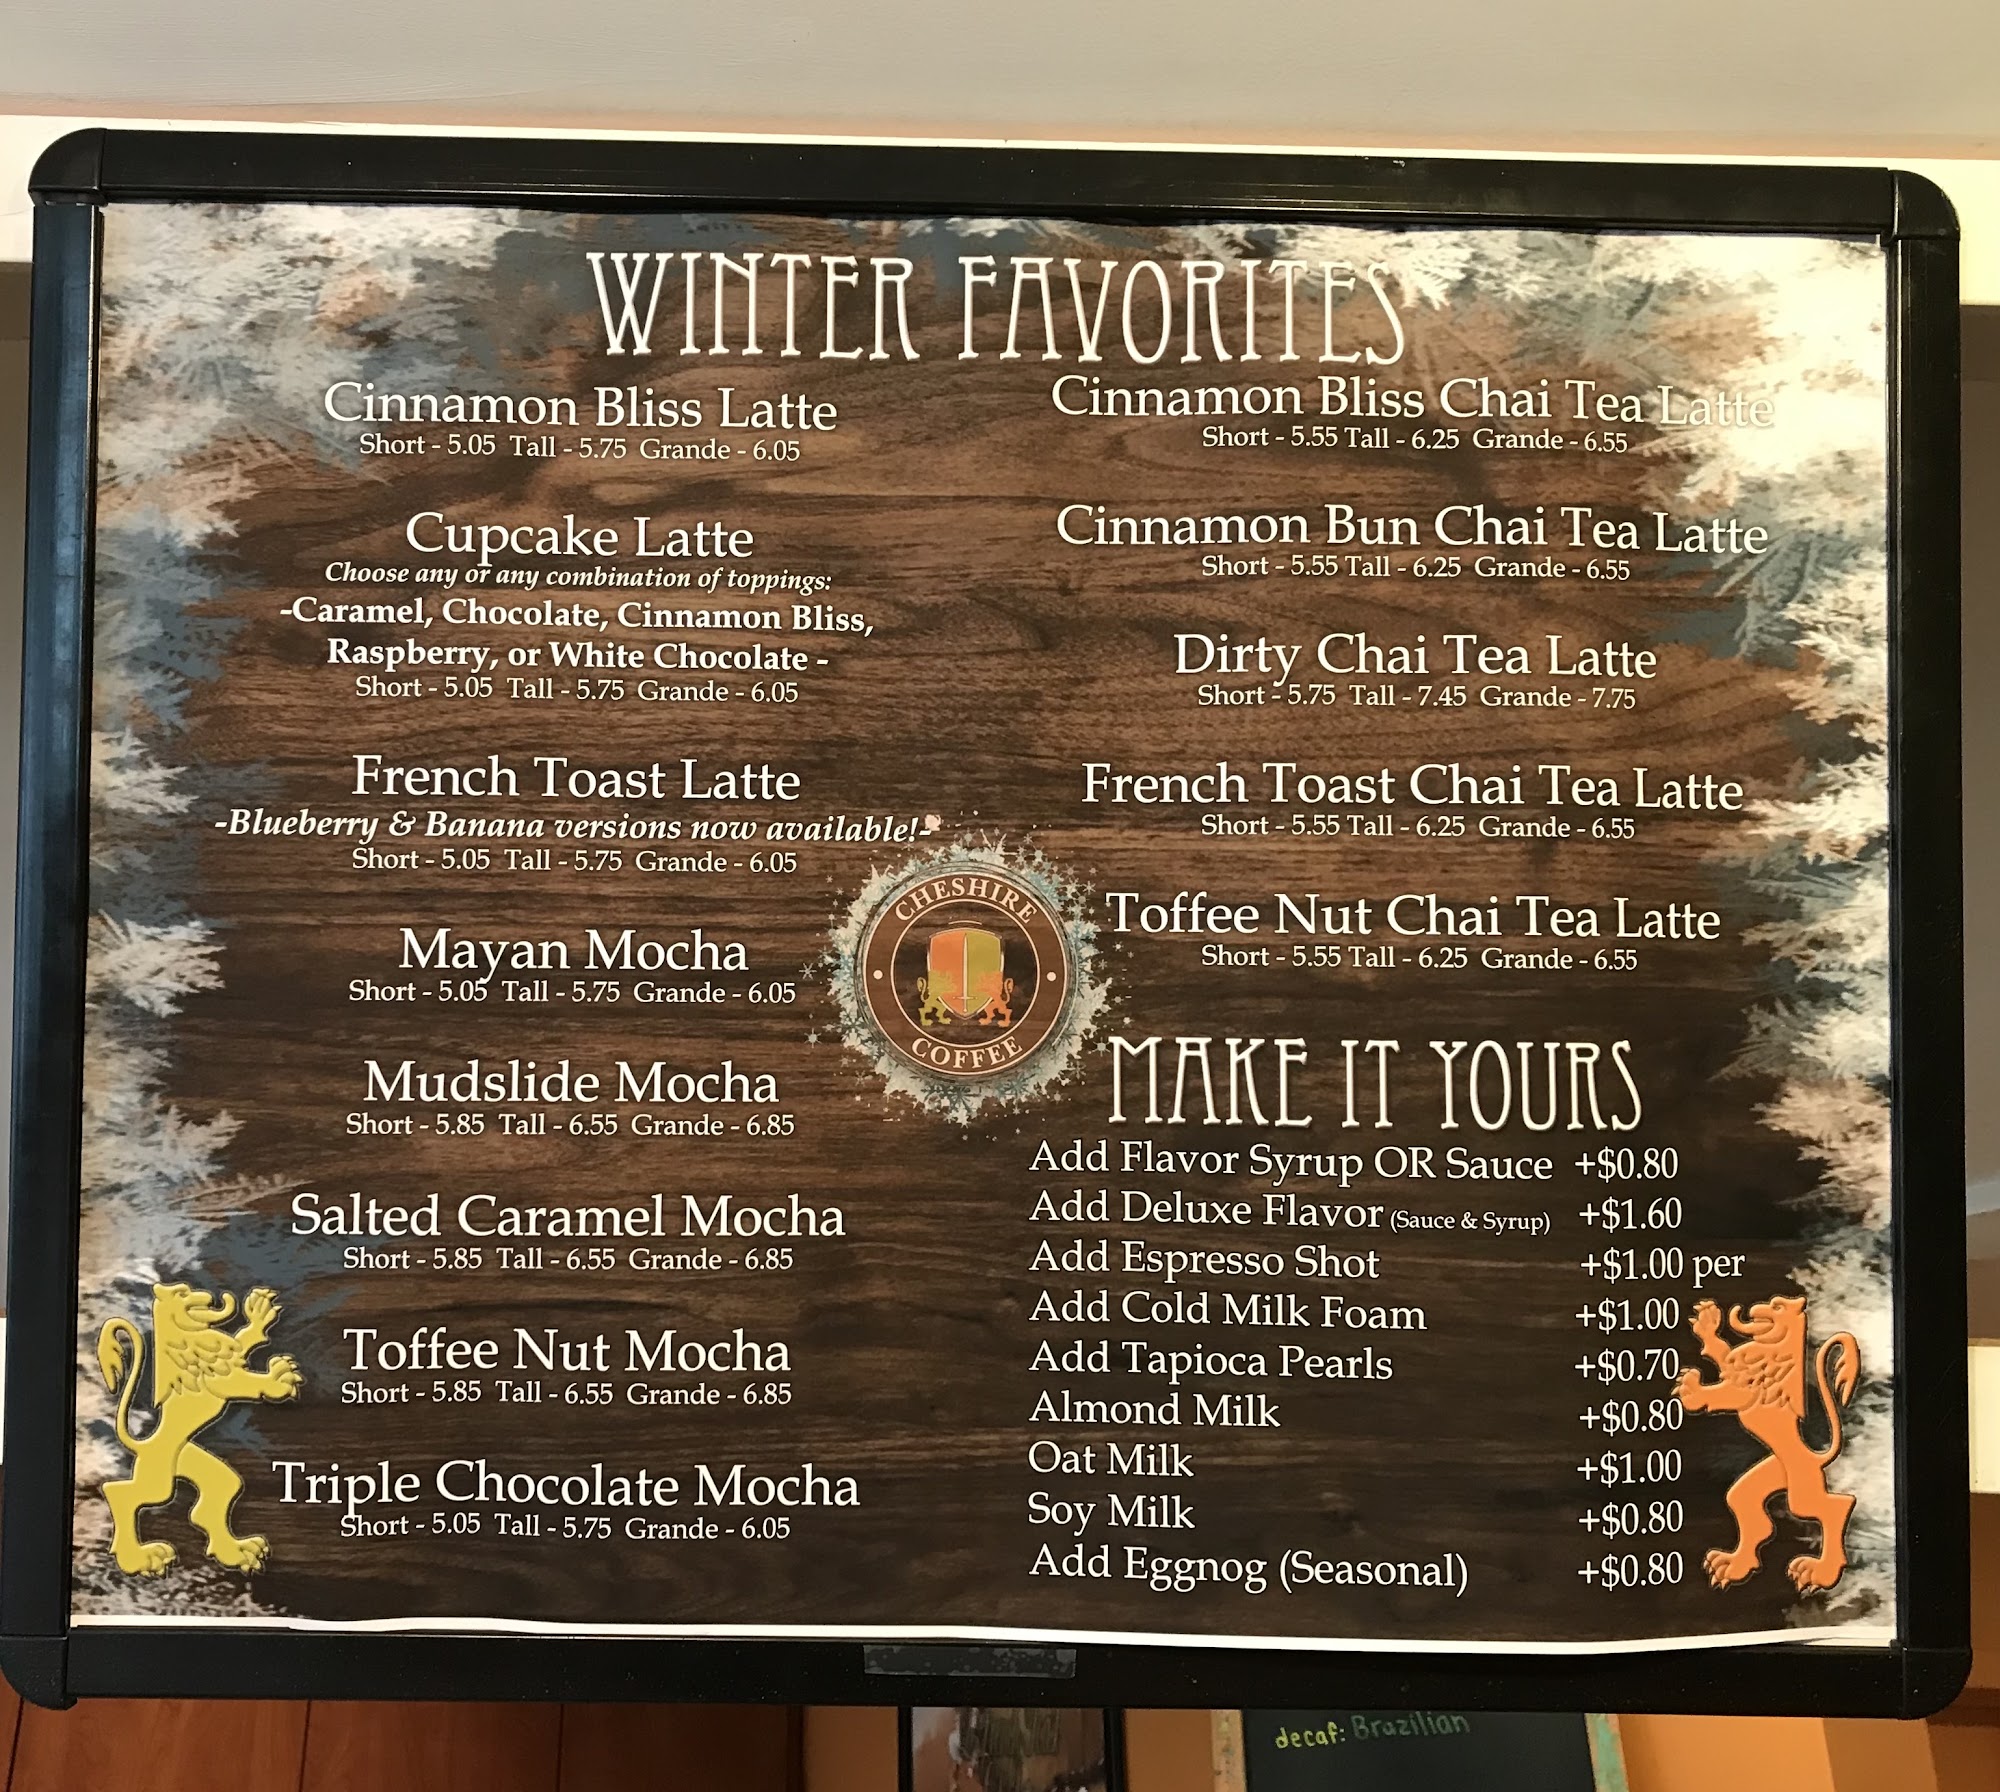 WINTER FAVORITES
Cinnamon Bliss Latte
Short - 5.05 Tall - 5.75 Grande - 6.05
Cupcake Latte
Choose any or any combination of toppings:
-Caramel, Chocolate, Cinnamon Bliss,
Raspberry, or White Chocolate -
Short - 5.05 Tall - 5.75 Grande - 6.05
French Toast Latte
-Blueberry & Banana versions now available!-
Short - 5.05 Tall - 5.75 Grande - 6.05
Mayan Mocha
Short - 5.05 Tall - 5.75 Grande - 6.05
Mudslide Mocha
Short - 5.85 Tall - 6.55 Grande - 6.85
Salted Caramel Mocha
Short - 5.85 Tall - 6.55 Grande - 6.85
Toffee Nut Mocha
Short - 5.85 Tall - 6.55 Grande - 6.85
Triple Chocolate Mocha
Short - 5.05 Tall - 5.75 Grande - 6.05
CHESHIRE
COFFEE
Cinnamon Bliss Chai Tea Latte
Short - 5.55 Tall - 6.25 Grande - 6.55
Cinnamon Bun Chai Tea Latte
Short - 5.55 Tall - 6.25 Grande - 6.55
Dirty Chai Tea Latte
Short - 5.75 Tall - 7.45 Grande - 7.75
French Toast Chai Tea Latte
Short - 5.55 Tall - 6.25 Grande - 6.55
Toffee Nut Chai Tea Latte
Short - 5.55 Tall - 6.25 Grande - 6.55
MAKE IT YOURS
Add Flavor Syrup OR Sauce +$0.80
Add Deluxe Flavor (Sauce & Syrup) +$1.60
Add Espresso Shot +$1.00 per
Add Cold Milk Foam +$1.00
Add Tapioca Pearls +$0.70
Almond Milk +$0.80
Oat Milk +$1.00
Soy Milk +$0.80
Add Eggnog (Seasonal) +$0.80
decaf: Brazilian